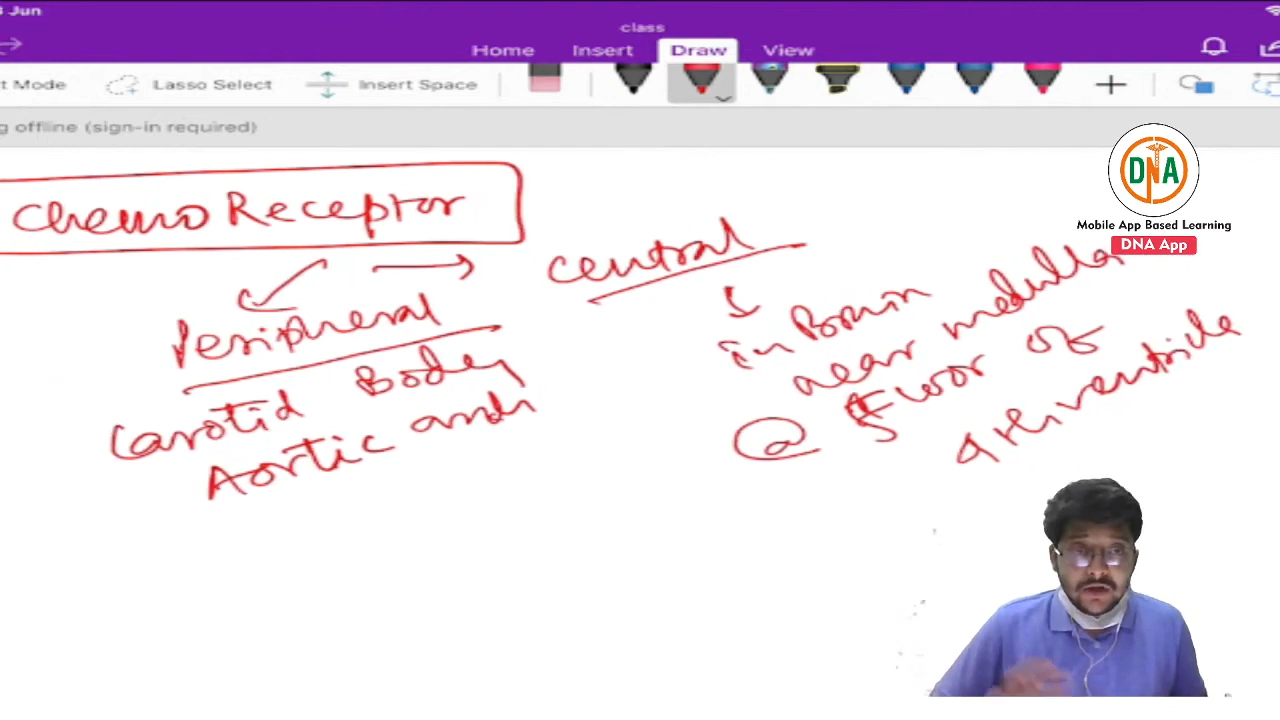 3 Jun
class
Home Insert Draw View
rt Mode Lasso Select Insert Space
g offline (sign-in required)
DNA
Mobile App Based Learning
DNA App
Chemo Receptor
Peripheral
Carotid Body
Aortic arch
central
in Brain
near medulla
@ Floor of
4th ventricle